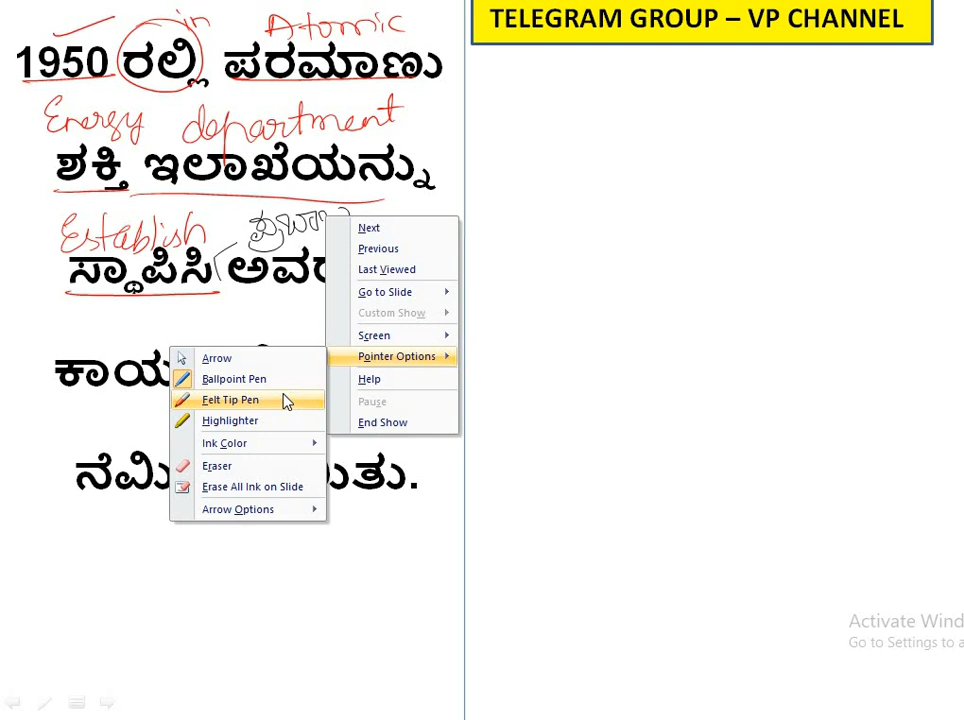 TELEGRAM GROUP – VP CHANNEL
in Atomic
1950 ರಲ್ಲಿ ಪರಮಾಣು
Energy department
ಶಕ್ತಿ ಇಲಾಖೆಯನ್ನು
Establish
ಸ್ಥಾಪಿಸಿ
Next
Previous
Last Viewed
Go to Slide
Custom Show
Screen
Pointer Options
Help
Pause
End Show
Arrow
Ballpoint Pen
Felt Tip Pen
Highlighter
Ink Color
Eraser
Erase All Ink on Slide
Arrow Options
Activate Wind
Go to Settings to a